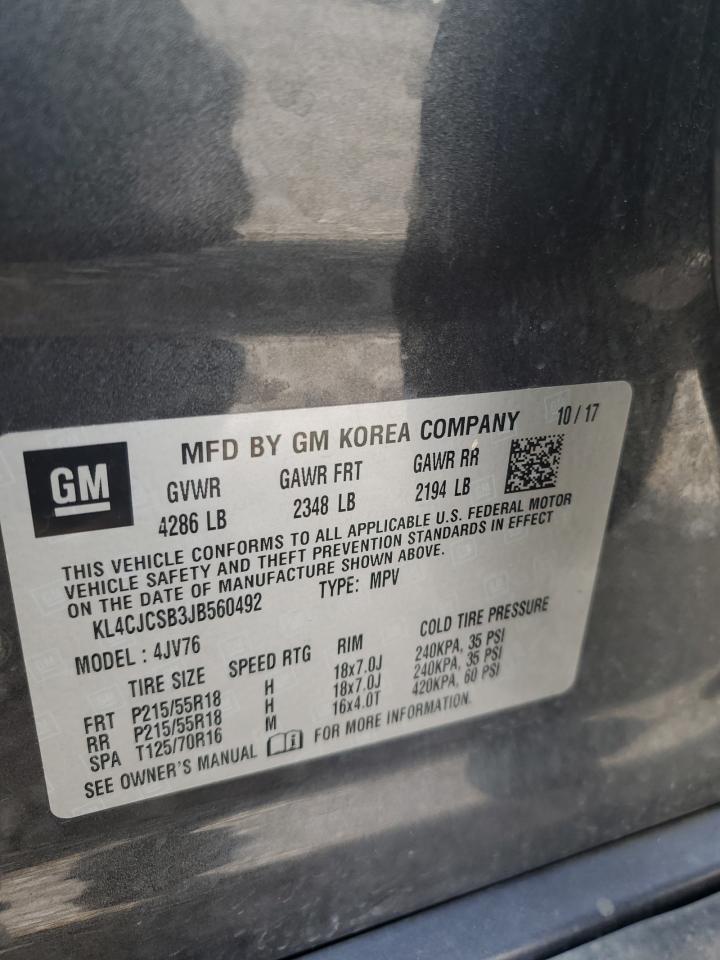 GM
MFD BY GM KOREA COMPANY 10 / 17
GVWR GAWR FRT GAWR RR
4286 LB 2348 LB 2194 LB
THIS VEHICLE CONFORMS TO ALL APPLICABLE U.S. FEDERAL MOTOR
VEHICLE SAFETY AND THEFT PREVENTION STANDARDS IN EFFECT
ON THE DATE OF MANUFACTURE SHOWN ABOVE.
KL4CJCSB3JB560492 TYPE: MPV
MODEL : 4JV76
TIRE SIZE SPEED RTG RIM COLD TIRE PRESSURE
FRT P215/55R18 H 18x7.0J 240KPA, 35 PSI
RR P215/55R18 H 18x7.0J 240KPA, 35 PSI
SPA T125/70R16 M 16x4.0T 420KPA, 60 PSI
SEE OWNER'S MANUAL FOR MORE INFORMATION.